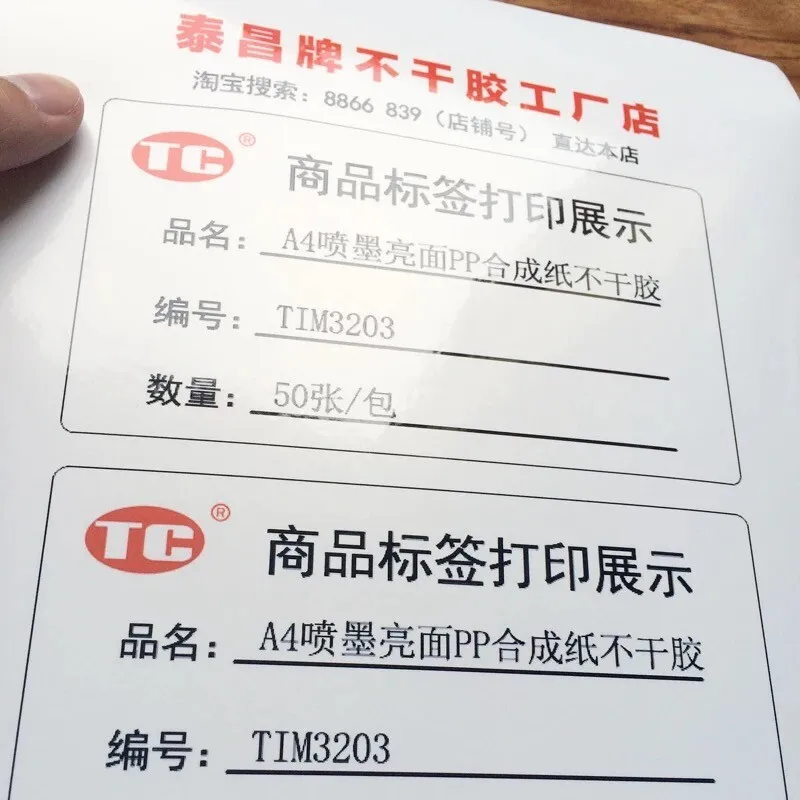 泰昌牌不干胶工厂店
淘宝搜索：8866 839（店铺号） 直达本店
TC®
商品标签打印展示
品名：A4喷墨亮面PP合成纸不干胶
编号：TIM3203
数量：50张/包
TC®
商品标签打印展示
品名：A4喷墨亮面PP合成纸不干胶
编号：TIM3203